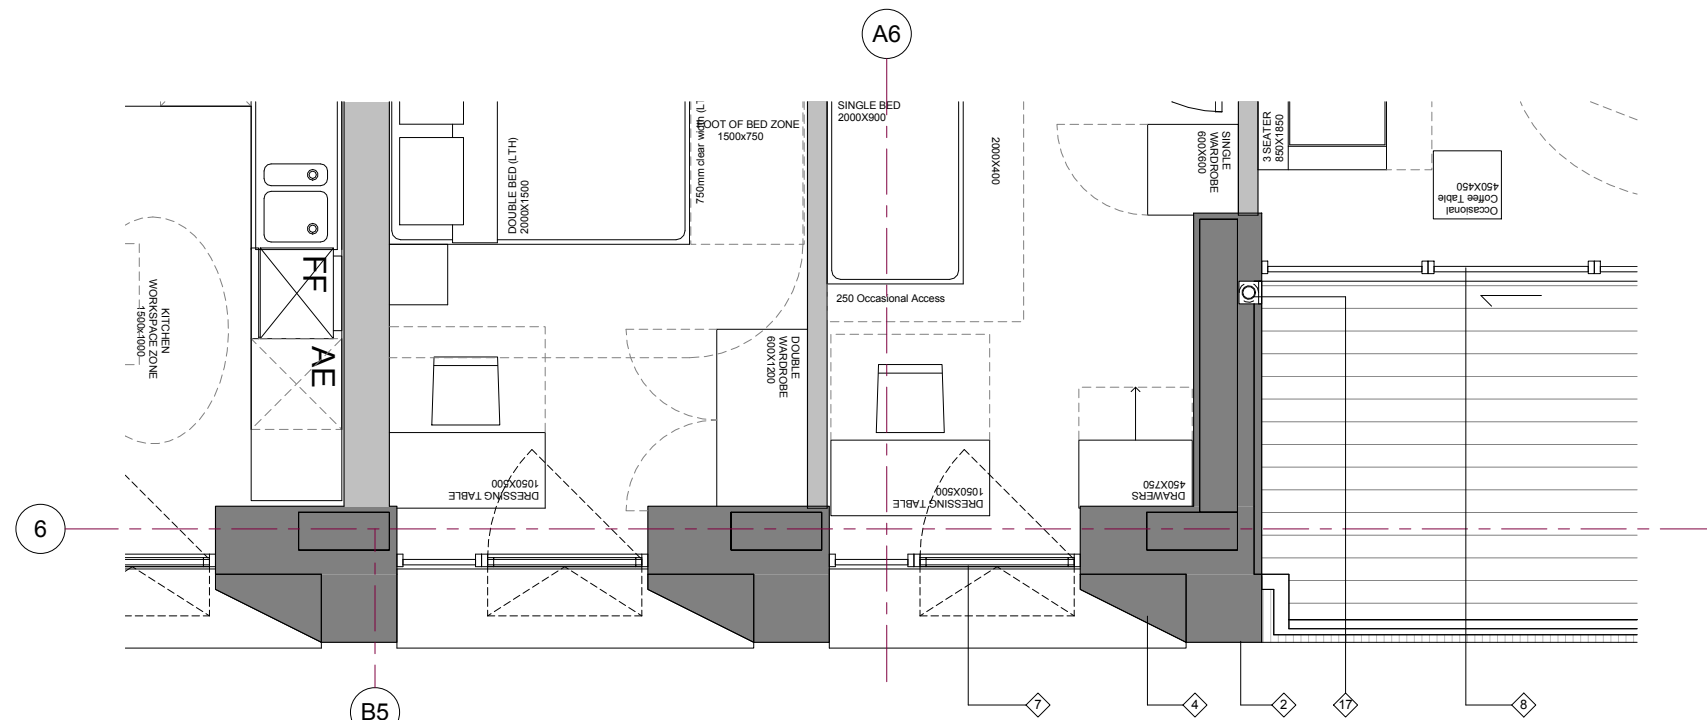 A6
SINGLE BED
2000X900
FOOT OF BED ZONE
1500x750
750mm clear width (LT
DOUBLE BED (LTH)
2000X1500
2000X400
SINGLE
WARDROBE
600X600
3 SEATER
850X1850
Occasional
Coffee Table
450X450
FF
AE
KITCHEN
WORKSPACE ZONE
1500x1000
250 Occasional Access
DOUBLE
WARDROBE
600X1200
DRESSING TABLE
1050X500
DRESSING TABLE
1050X500
DRAWERS
450X750
6
B5
7
4
2
17
8